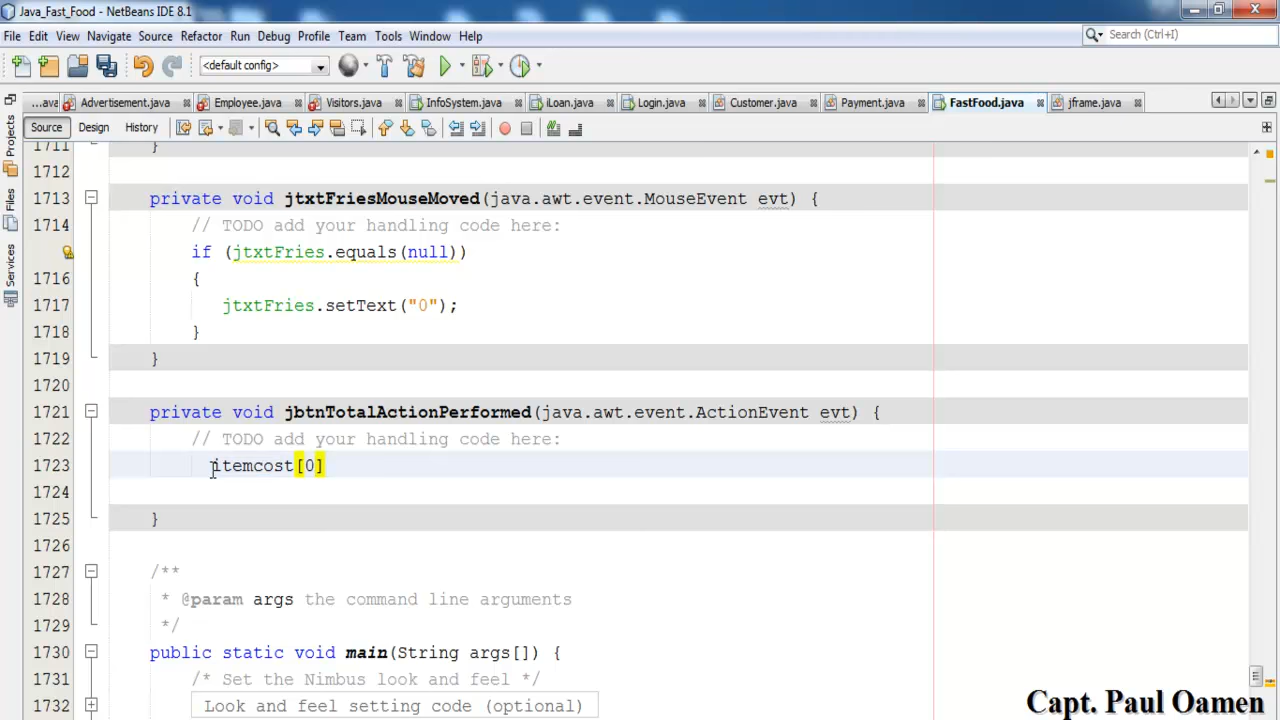 Java_Fast_Food - NetBeans IDE 8.1
File Edit View Navigate Source Refactor Run Debug Profile Team Tools Window Help
Search (Ctrl+I)
<default config>
...ava Advertisement.java Employee.java Visitors.java InfoSystem.java iLoan.java Login.java Customer.java Payment.java FastFood.java jframe.java
Source Design History
Projects
Files
Services
1711 }
1712
1713 private void jtxtFriesMouseMoved(java.awt.event.MouseEvent evt) {
1714 // TODO add your handling code here:
if (jtxtFries.equals(null))
1716 {
1717 jtxtFries.setText("0");
1718 }
1719 }
1720
1721 private void jbtnTotalActionPerformed(java.awt.event.ActionEvent evt) {
1722 // TODO add your handling code here:
1723 itemcost[0]
1724
1725 }
1726
1727 /**
1728 * @param args the command line arguments
1729 */
1730 public static void main(String args[]) {
1731 /* Set the Nimbus look and feel */
1732 Look and feel setting code (optional)
Capt. Paul Oamen